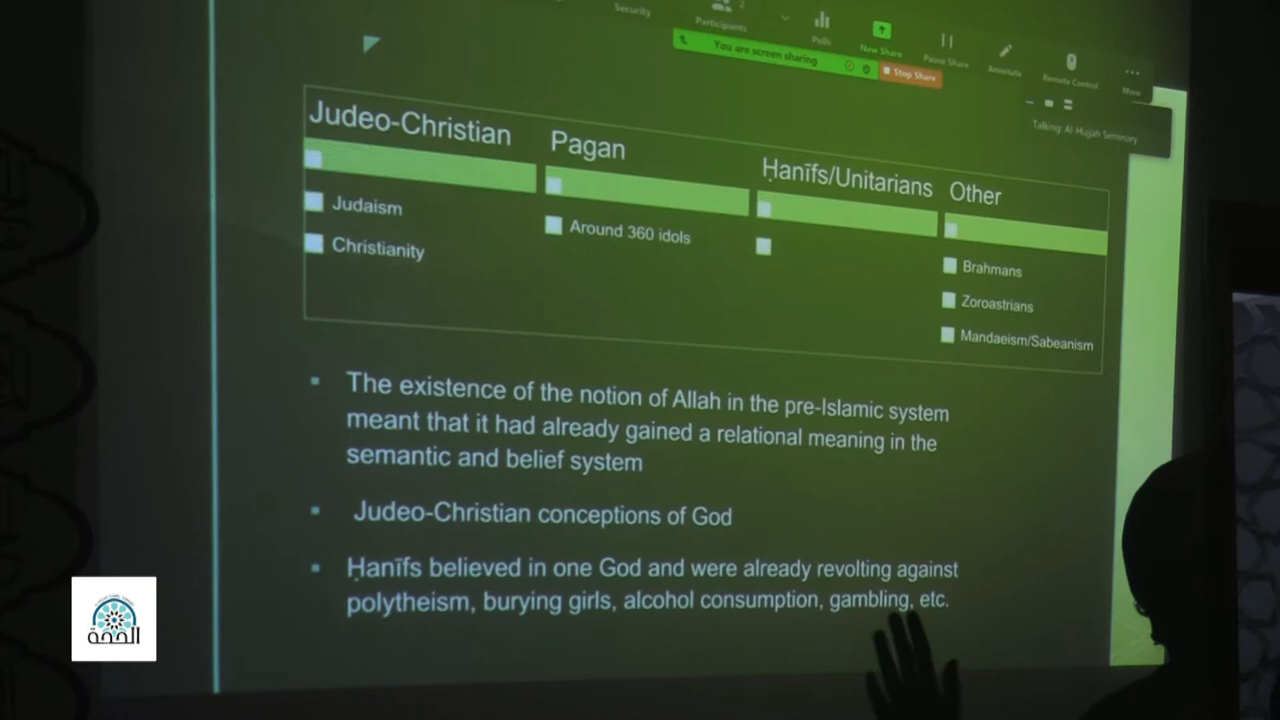 Security
Participants
2
Polls
New Share
Pause Share
Annotate
Remote Control
More
You are screen sharing
Stop Share
Talking: Al-Hujjah Seminary
Judeo-Christian
Pagan
Ḥanīfs/Unitarians
Other
Judaism
Christianity
Around 360 idols
Brahmans
Zoroastrians
Mandaeism/Sabeanism
The existence of the notion of Allah in the pre-Islamic system
meant that it had already gained a relational meaning in the
semantic and belief system
Judeo-Christian conceptions of God
Ḥanīfs believed in one God and were already revolting against
polytheism, burying girls, alcohol consumption, gambling, etc.
الحجة